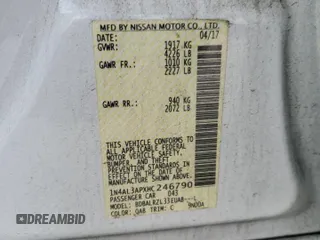 MFD BY NISSAN MOTOR CO., LTD.
DATE: 04/17
GVWR: 1917 KG
4226 LB
GAWR FR: 1010 KG
2227 LB
GAWR RR: 940 KG
2072 LB
THIS VEHICLE CONFORMS TO ALL
APPLICABLE FEDERAL MOTOR
VEHICLE SAFETY,
BUMPER, AND THEFT
PREVENTION STANDARDS
IN EFFECT ON THE DATE OF
MANUFACTURE SHOWN ABOVE.
1N4AL3APXHC246790
PASSENGER CAR 043
MODEL:
COLOR: QAB TRIM: C